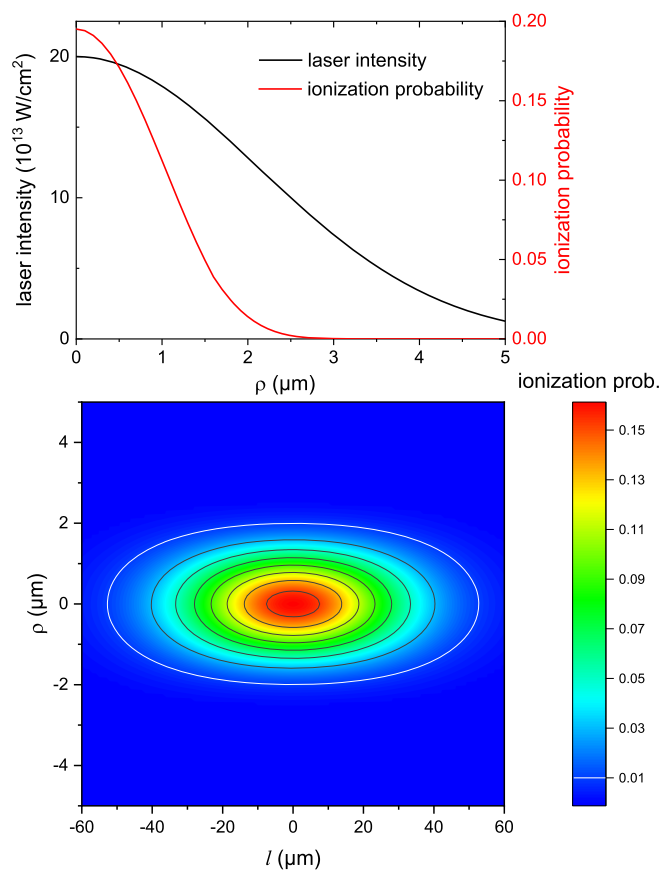 laser intensity (10¹³ W/cm²)
20
10
0
laser intensity
ionization probability
0.20
0.15
0.10
0.05
0.00
ionization probability
0 1 2 3 4 5
ρ (μm)
ionization prob.
ρ (μm)
4
2
0
-2
-4
-60 -40 -20 0 20 40 60
l (μm)
0.15
0.13
0.11
0.09
0.07
0.05
0.03
0.01